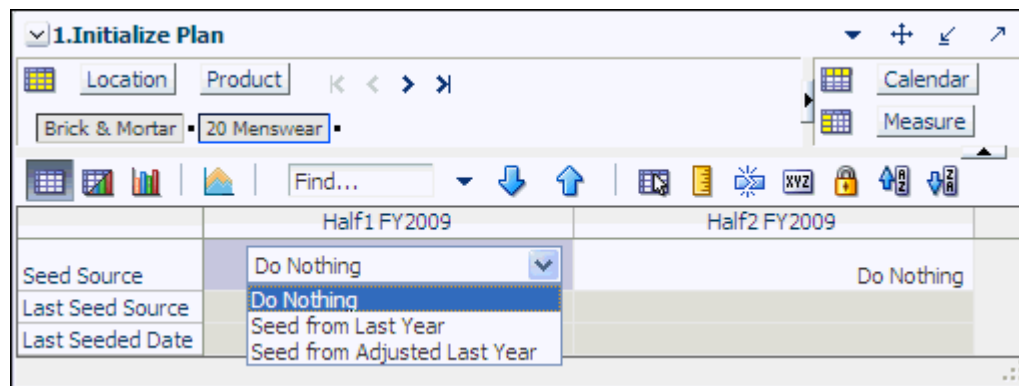 1.Initialize Plan
Location Product Calendar
Brick & Mortar 20 Menswear Measure
Find... XYZ A Z Z A
Half1 FY2009 Half2 FY2009
Seed Source Do Nothing Do Nothing
Do Nothing
Last Seed Source Seed from Last Year
Last Seeded Date Seed from Adjusted Last Year